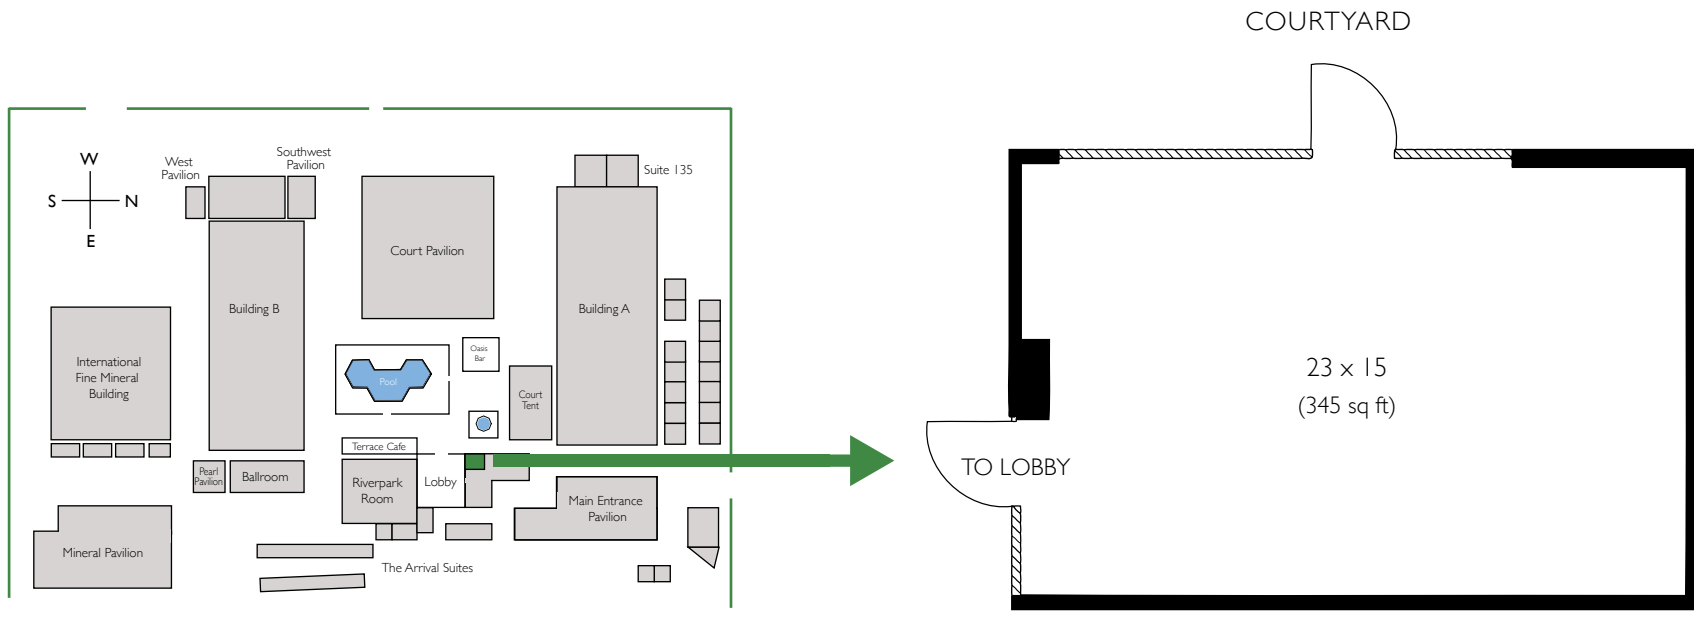 COURTYARD
W
S
N
E
West
Pavilion
Southwest
Pavilion
Suite 135
Court Pavilion
Building B
Building A
International
Fine Mineral
Building
Oasis
Bar
Pool
Court
Tent
Terrace Cafe
Pearl
Pavilion
Ballroom
Riverpark
Room
Lobby
Main Entrance
Pavilion
Mineral Pavilion
The Arrival Suites
23 x 15
(345 sq ft)
TO LOBBY